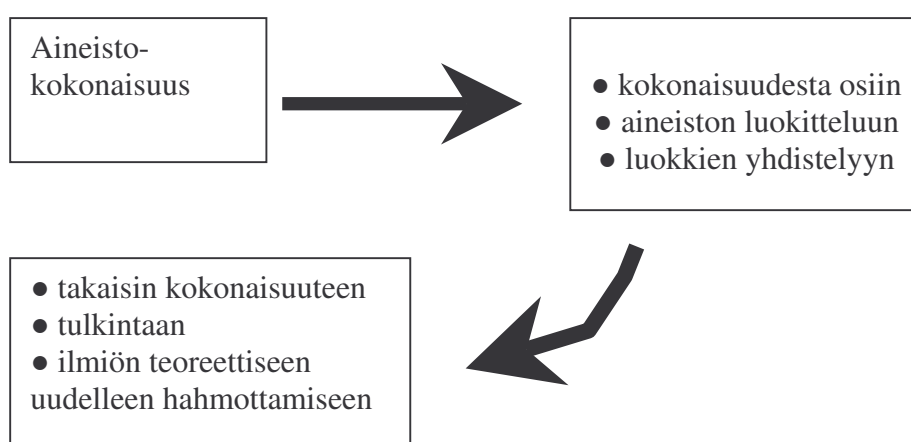 Aineisto-
kokonaisuus
● kokonaisuudesta osiin
● aineiston luokitteluun
● luokkien yhdistelyyn
● takaisin kokonaisuuteen
● tulkintaan
● ilmiön teoreettiseen
uudelleen hahmottamiseen